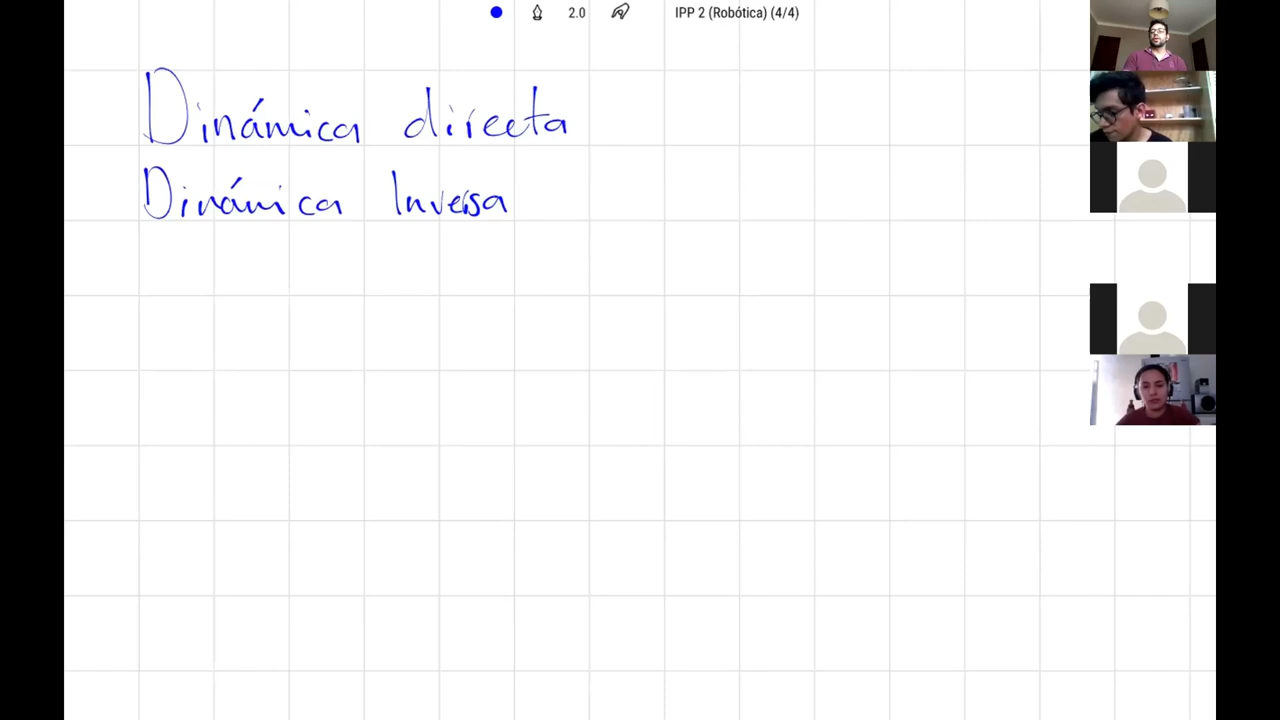 2.0 IPP 2 (Robótica) (4/4)
Dinámica directa
Dinámica Inversa